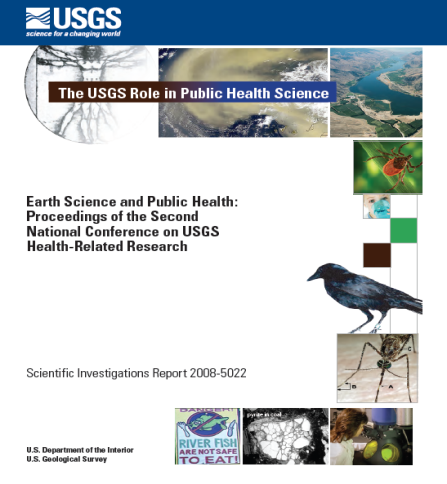 USGS
science for a changing world
The USGS Role in Public Health Science
Earth Science and Public Health:
Proceedings of the Second
National Conference on USGS
Health-Related Research
C
B
A
Scientific Investigations Report 2008-5022
DANGER!
RIVER FISH
ARE NOT SAFE
TO EAT!
pyrite in coal
U.S. Department of the Interior
U.S. Geological Survey